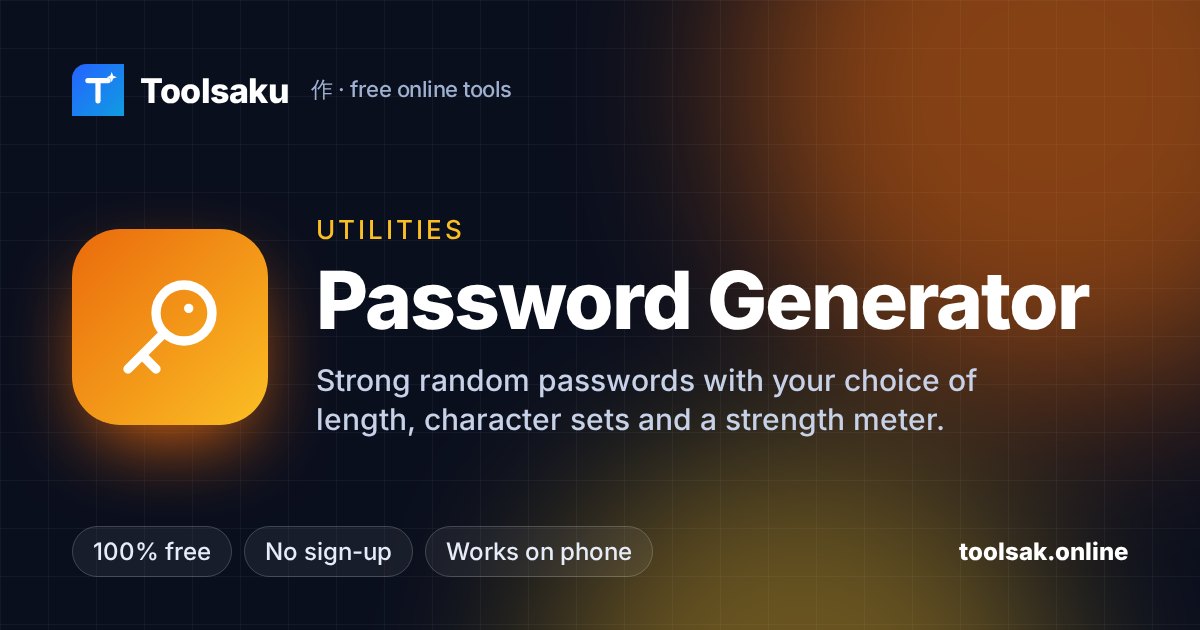 Toolsaku 作 · free online tools
UTILITIES
Password Generator
Strong random passwords with your choice of
length, character sets and a strength meter.
100% free No sign-up Works on phone toolsak.online